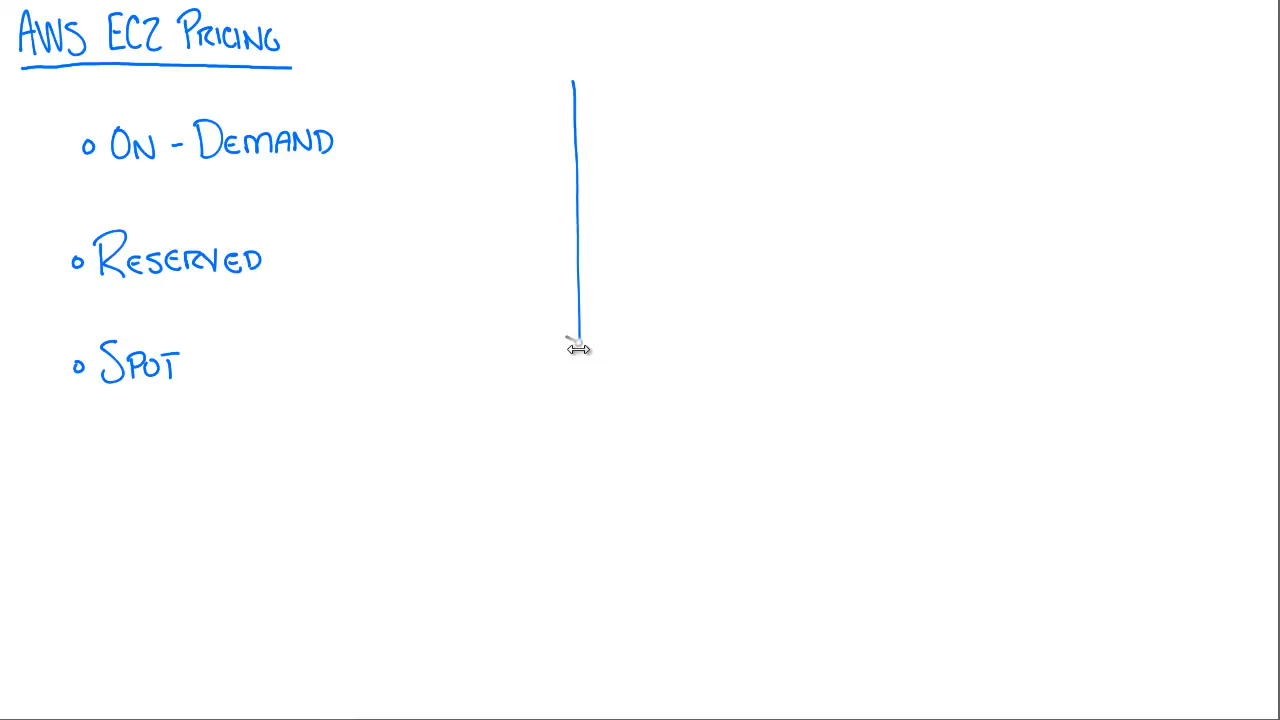 AWS EC2 PRICING
• ON - DEMAND
• RESERVED
• SPOT